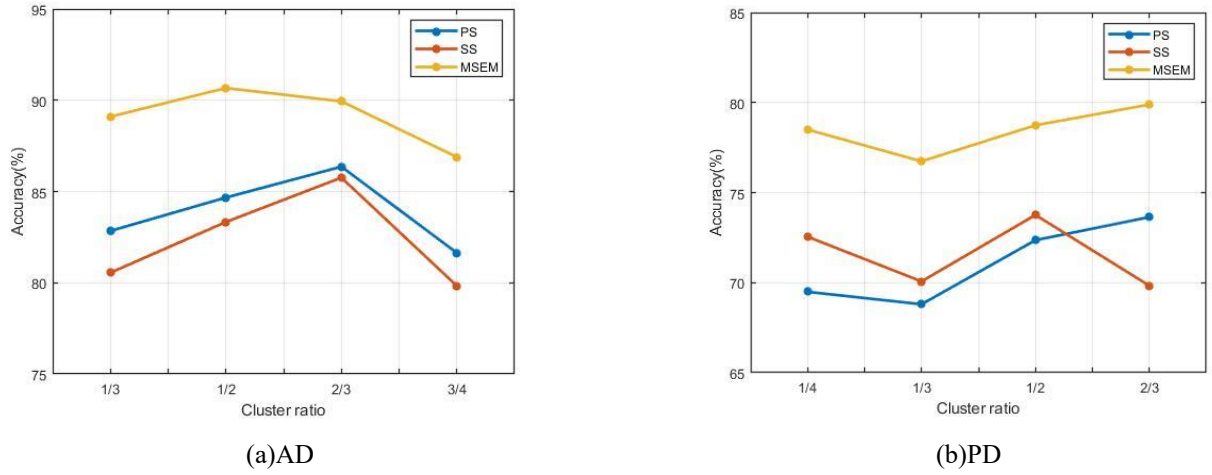 95
90
85
80
75
Accuracy(%)
PS
SS
MSEM
1/3 1/2 2/3 3/4
Cluster ratio
(a)AD
85
80
75
70
65
Accuracy(%)
PS
SS
MSEM
1/4 1/3 1/2 2/3
Cluster ratio
(b)PD